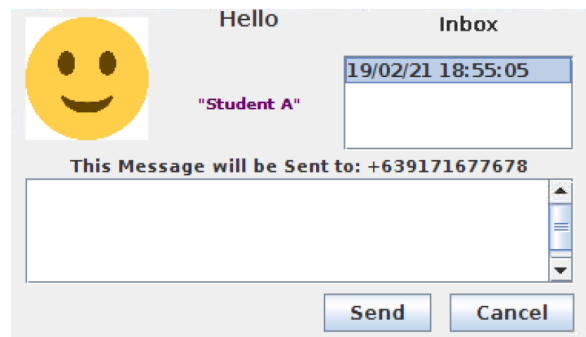 Hello
Inbox
19/02/21 18:55:05
"Student A"
This Message will be Sent to: +639171677678
Send
Cancel